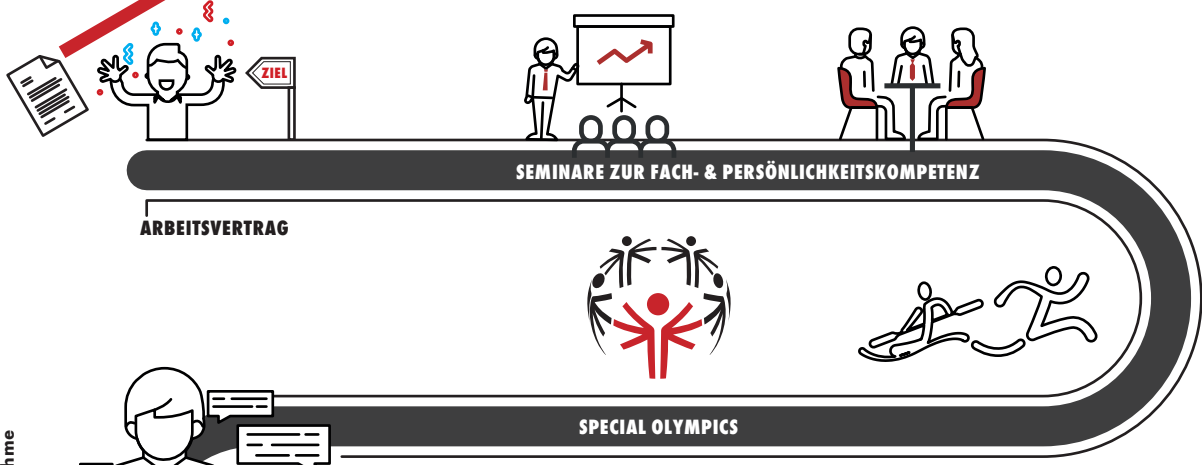 ZIEL
SEMINARE ZUR FACH- & PERSÖNLICHKEITSKOMPETENZ
ARBEITSVERTRAG
SPECIAL OLYMPICS
hme